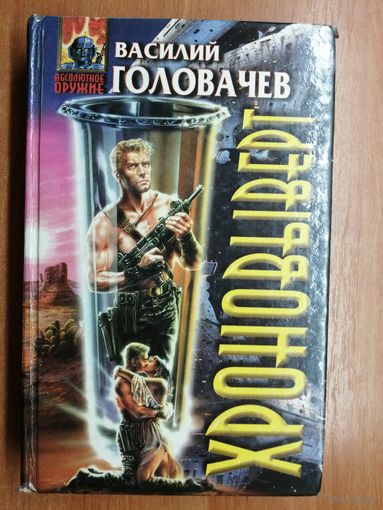 АБСОЛЮТНОЕ
ОРУЖИЕ
ВАСИЛИЙ
ГОЛОВАЧЕВ
ХРОНОВЫВЕРТ